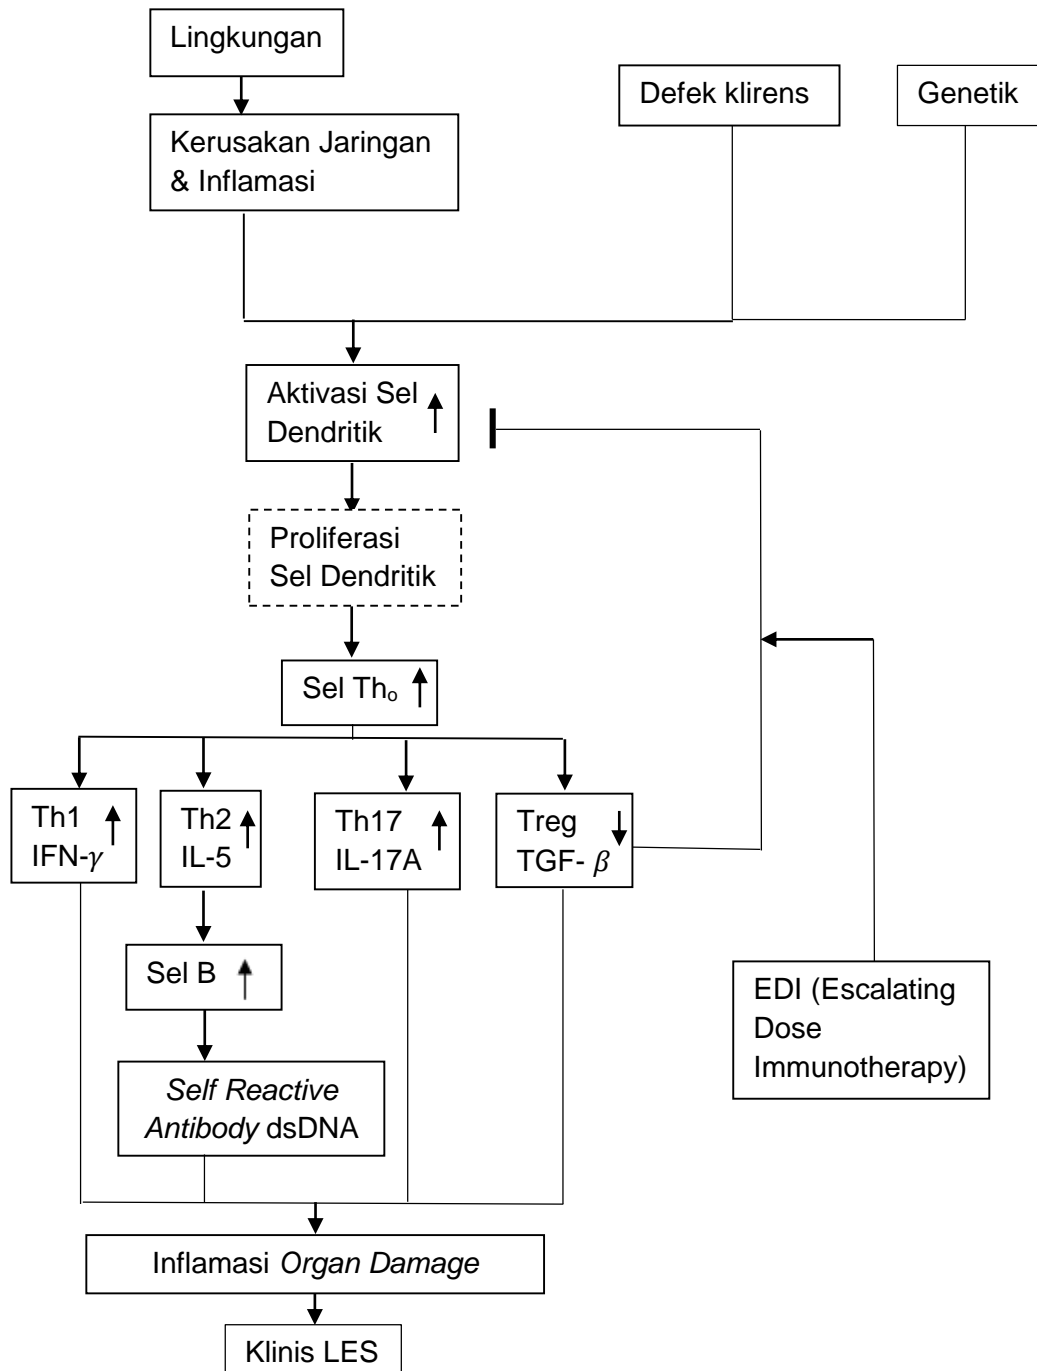 Lingkungan
Defek klirens
Genetik
Kerusakan Jaringan
& Inflamasi
Aktivasi Sel
Dendritik
Proliferasi
Sel Dendritik
Sel Thₒ
Th1
IFN-γ
Th2
IL-5
Th17
IL-17A
Treg
TGF- β
Sel B
EDI (Escalating
Dose
Immunotherapy)
Self Reactive
Antibody dsDNA
Inflamasi Organ Damage
Klinis LES